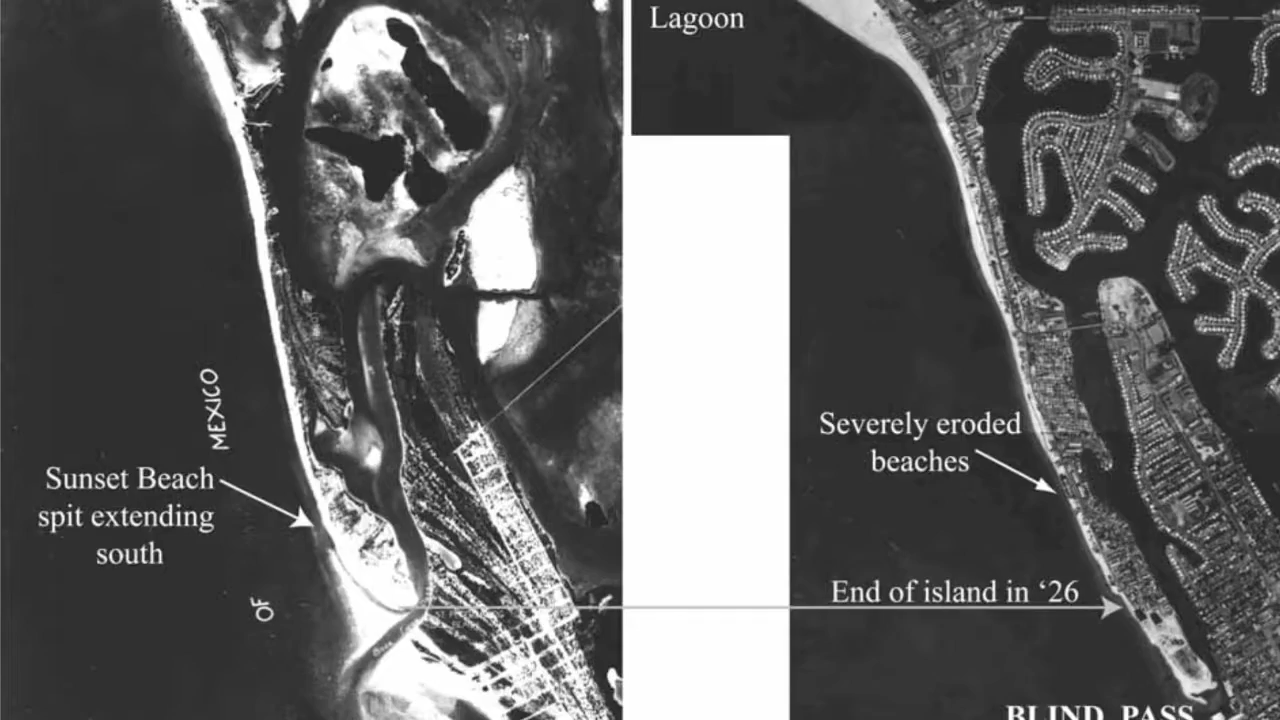 Lagoon
MEXICO
OF
Sunset Beach
spit extending
south
Severely eroded
beaches
End of island in ‘26
BLIND PASS